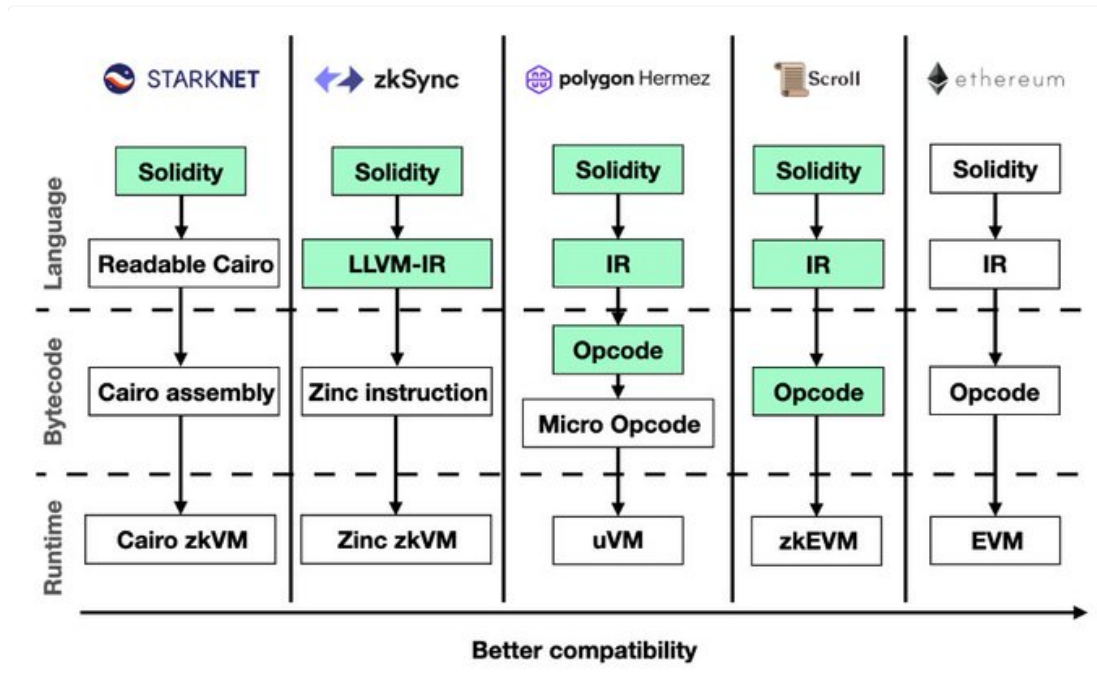 STARKNET
zkSync
polygon Hermez
Scroll
ethereum
Language
Solidity
Solidity
Solidity
Solidity
Solidity
Readable Cairo
LLVM-IR
IR
IR
IR
Bytecode
Opcode
Cairo assembly
Zinc instruction
Micro Opcode
Opcode
Opcode
Runtime
Cairo zkVM
Zinc zkVM
uVM
zkEVM
EVM
Better compatibility